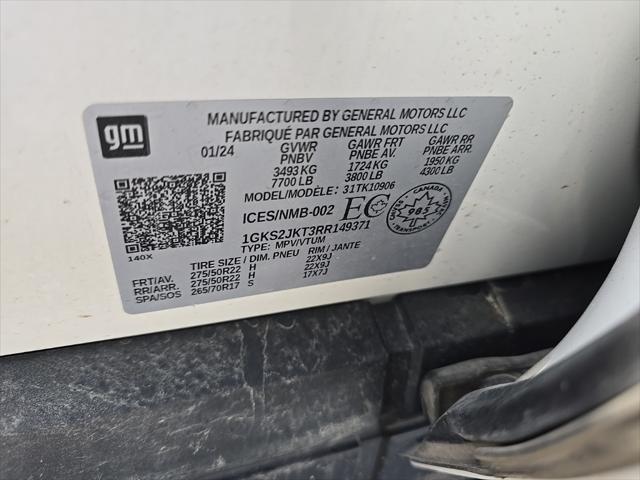 gm
MANUFACTURED BY GENERAL MOTORS LLC
FABRIQUÉ PAR GENERAL MOTORS LLC
01/24 GVWR GAWR FRT GAWR RR
PNBV PNBE AV. PNBE ARR.
3493 KG 1724 KG 1950 KG
7700 LB 3800 LB 4300 LB
MODEL/MODÈLE: 31TK10906
ICES/NMB-002 EC CANADA 985 TRANSPORT
1GKS2JKT3RR149371
140X TYPE: MPV/VTUM
TIRE SIZE / DIM. PNEU RIM / JANTE
FRT/AV. 275/50R22 H 22X9J
RR/ARR. 275/50R22 H 22X9J
SPA/SOS 265/70R17 S 17X7J